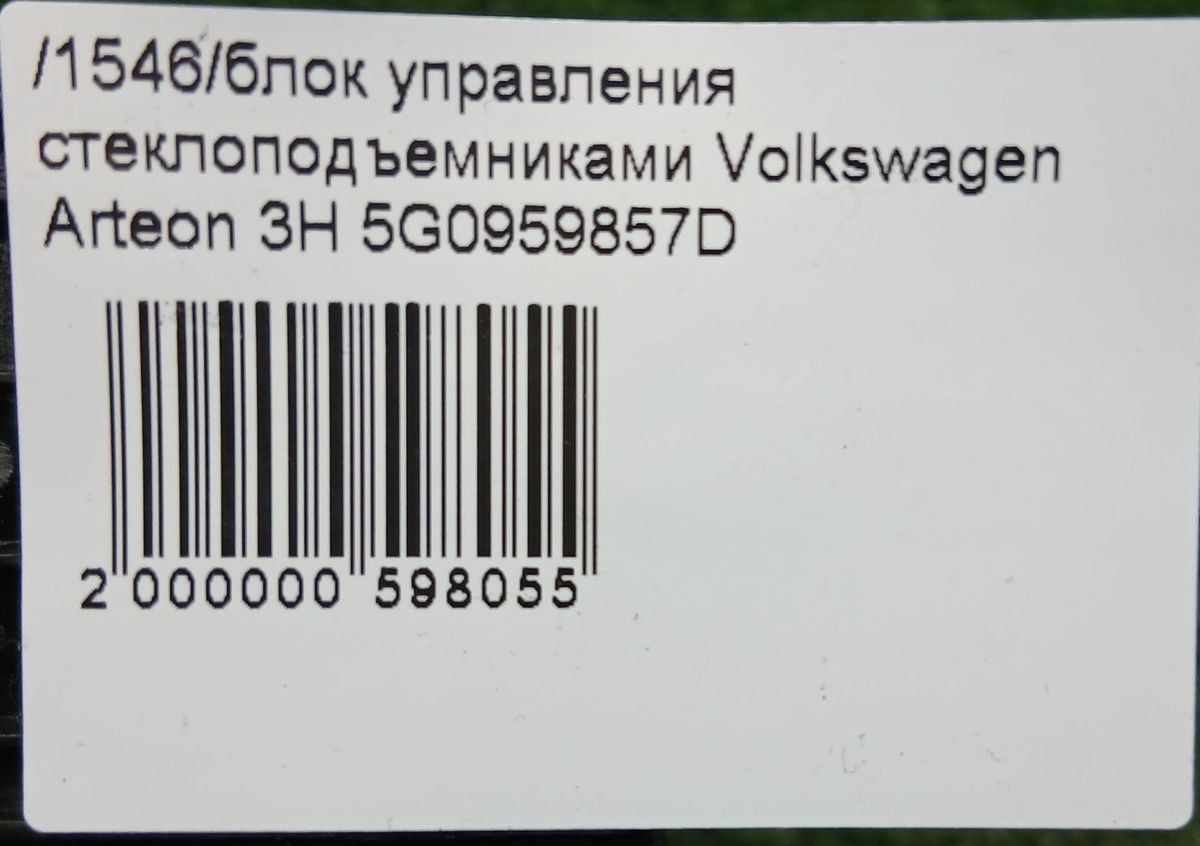 /1546/блок управления
стеклоподъемниками Volkswagen
Arteon 3H 5G0959857D
2 000000 598055